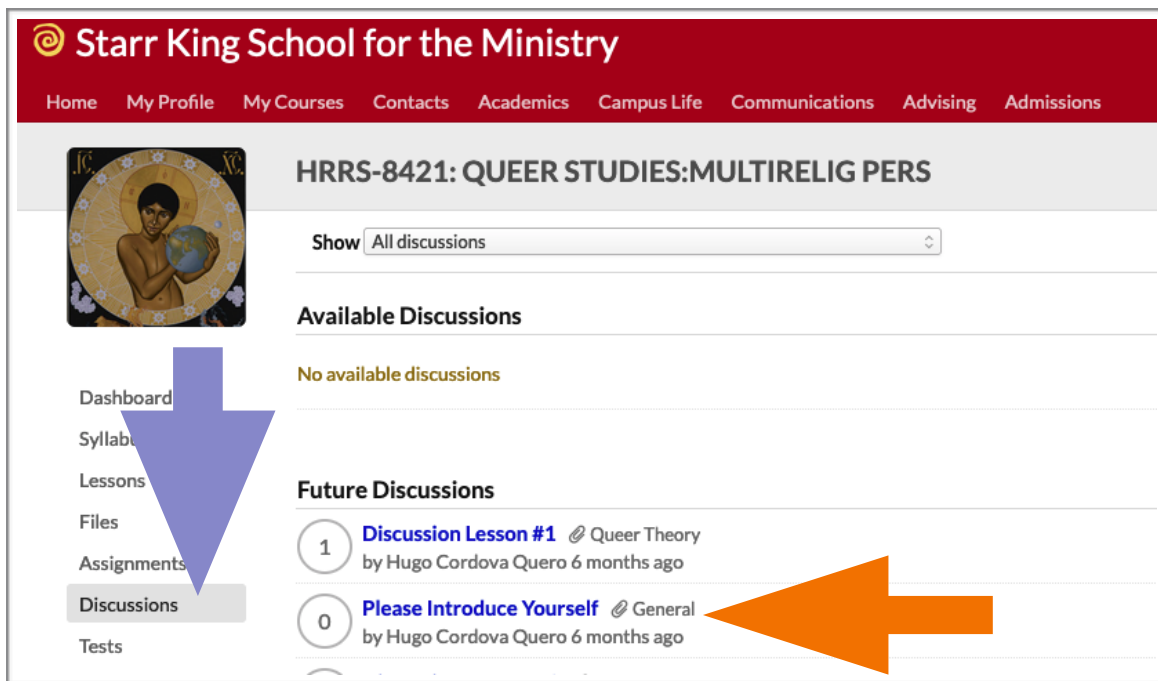 Starr King School for the Ministry
Home My Profile My Courses Contacts Academics Campus Life Communications Advising Admissions
JC XC
HRRS-8421: QUEER STUDIES:MULTIRELIG PERS
Show All discussions
Available Discussions
No available discussions
Dashboard
Syllabu
Lessons
Files
Assignments
Discussions
Tests
Future Discussions
1 Discussion Lesson #1 Queer Theory
by Hugo Cordova Quero 6 months ago
0 Please Introduce Yourself General
by Hugo Cordova Quero 6 months ago